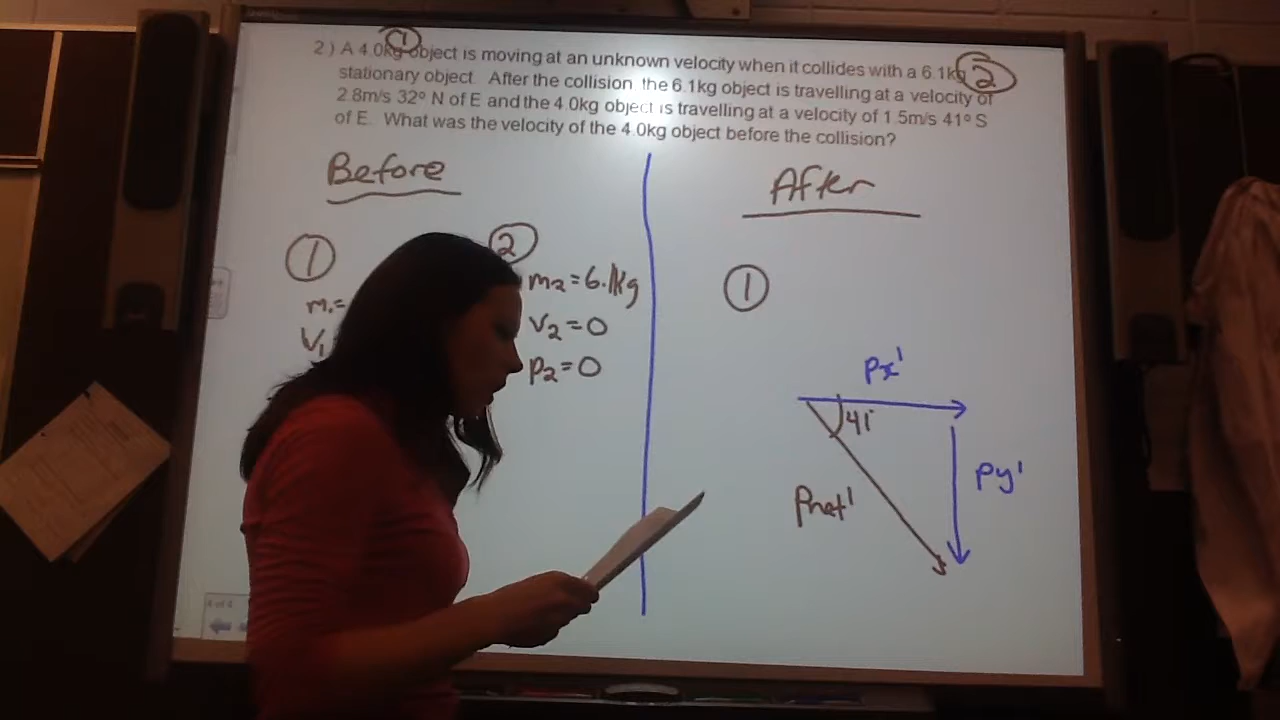 2.) A 4.0kg object is moving at an unknown velocity when it collides with a 6.1kg
stationary object. After the collision the 6.1kg object is travelling at a velocity of
2.8m/s 32° N of E and the 4.0kg object is travelling at a velocity of 1.5m/s 41° S
of E. What was the velocity of the 4.0kg object before the collision?
1
2
Before
After
1
2
m₁=
V₁
m₂=6.1kg
V₂=0
P₂=0
1
Px'
41°
Py'
Pnet'